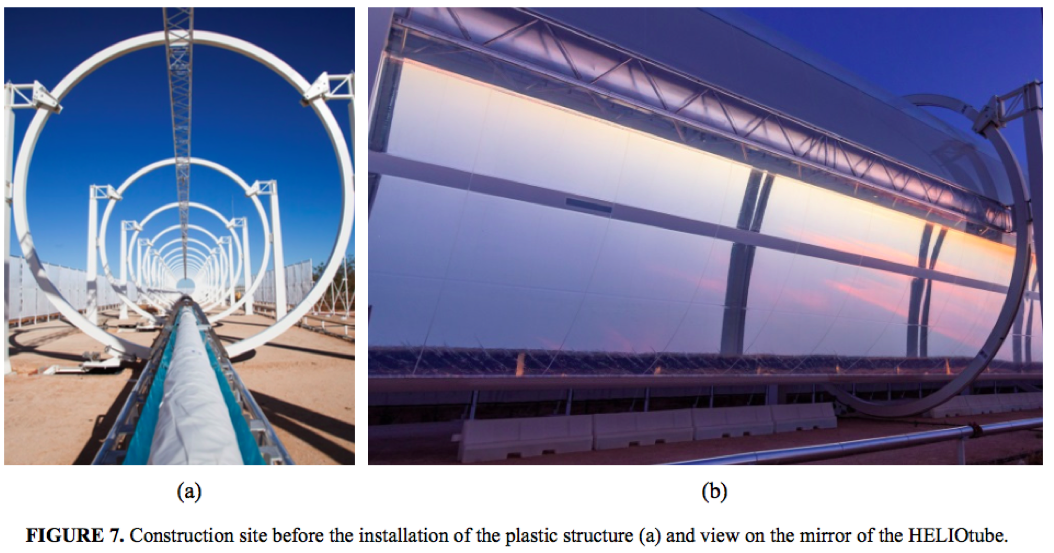 (a)
(b)
FIGURE 7. Construction site before the installation of the plastic structure (a) and view on the mirror of the HELIOtube.